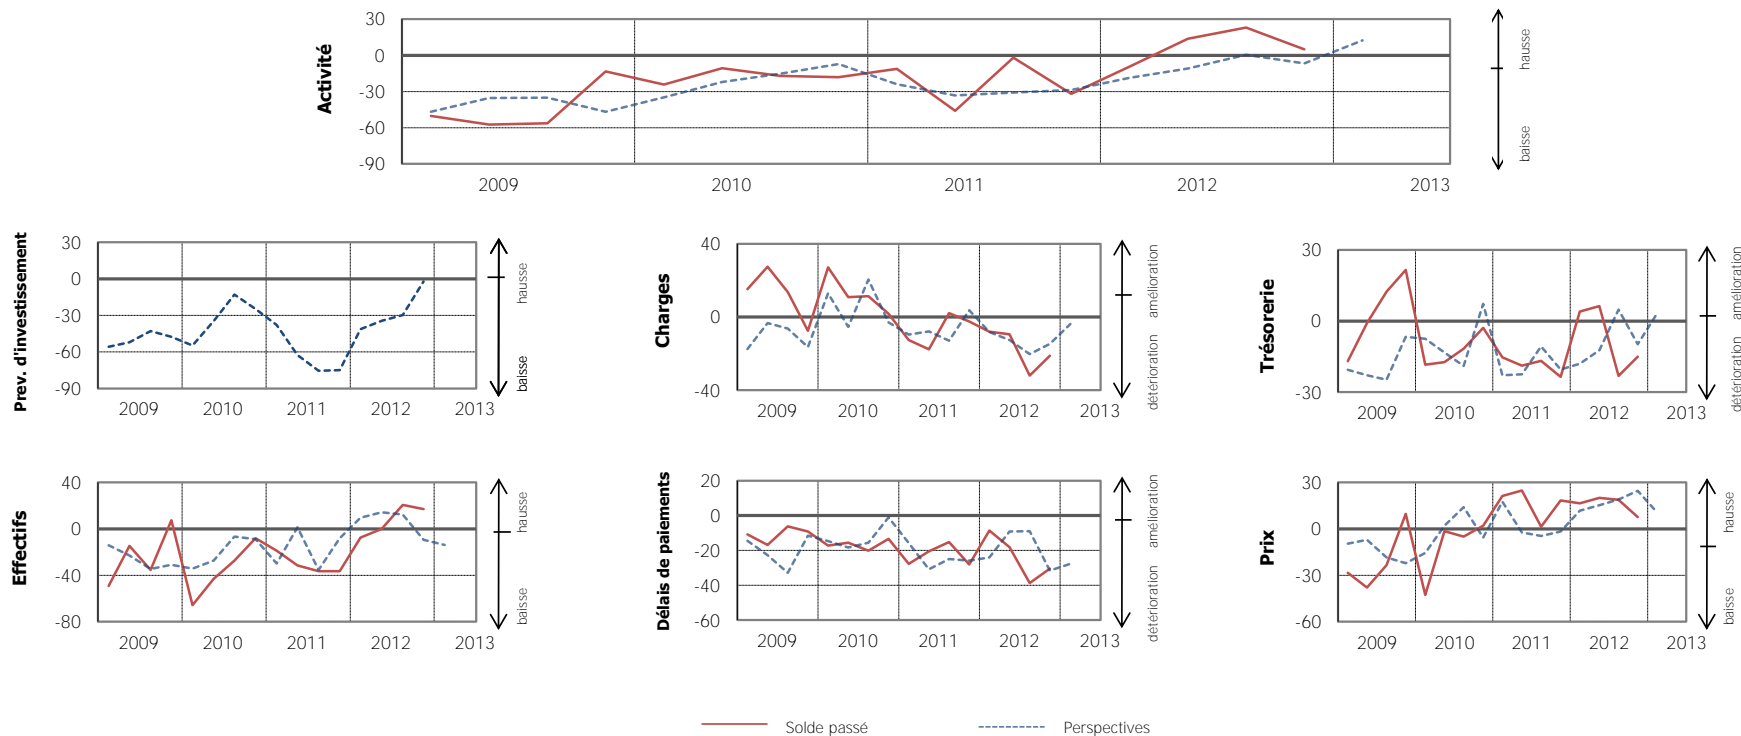 Activité
30
0
-30
-60
-90
2009 2010 2011 2012 2013
hausse
baisse
Prev. d'investissement
30
0
-30
-60
-90
2009 2010 2011 2012 2013
hausse
baisse
Charges
40
0
-40
2009 2010 2011 2012 2013
amélioration
détérioration
Trésorerie
30
0
-30
2009 2010 2011 2012 2013
amélioration
détérioration
Effectifs
40
0
-40
-80
2009 2010 2011 2012 2013
hausse
baisse
Délais de paiements
20
0
-20
-40
-60
2009 2010 2011 2012 2013
amélioration
détérioration
Prix
30
0
-30
-60
2009 2010 2011 2012 2013
hausse
baisse
Solde passé
Perspectives